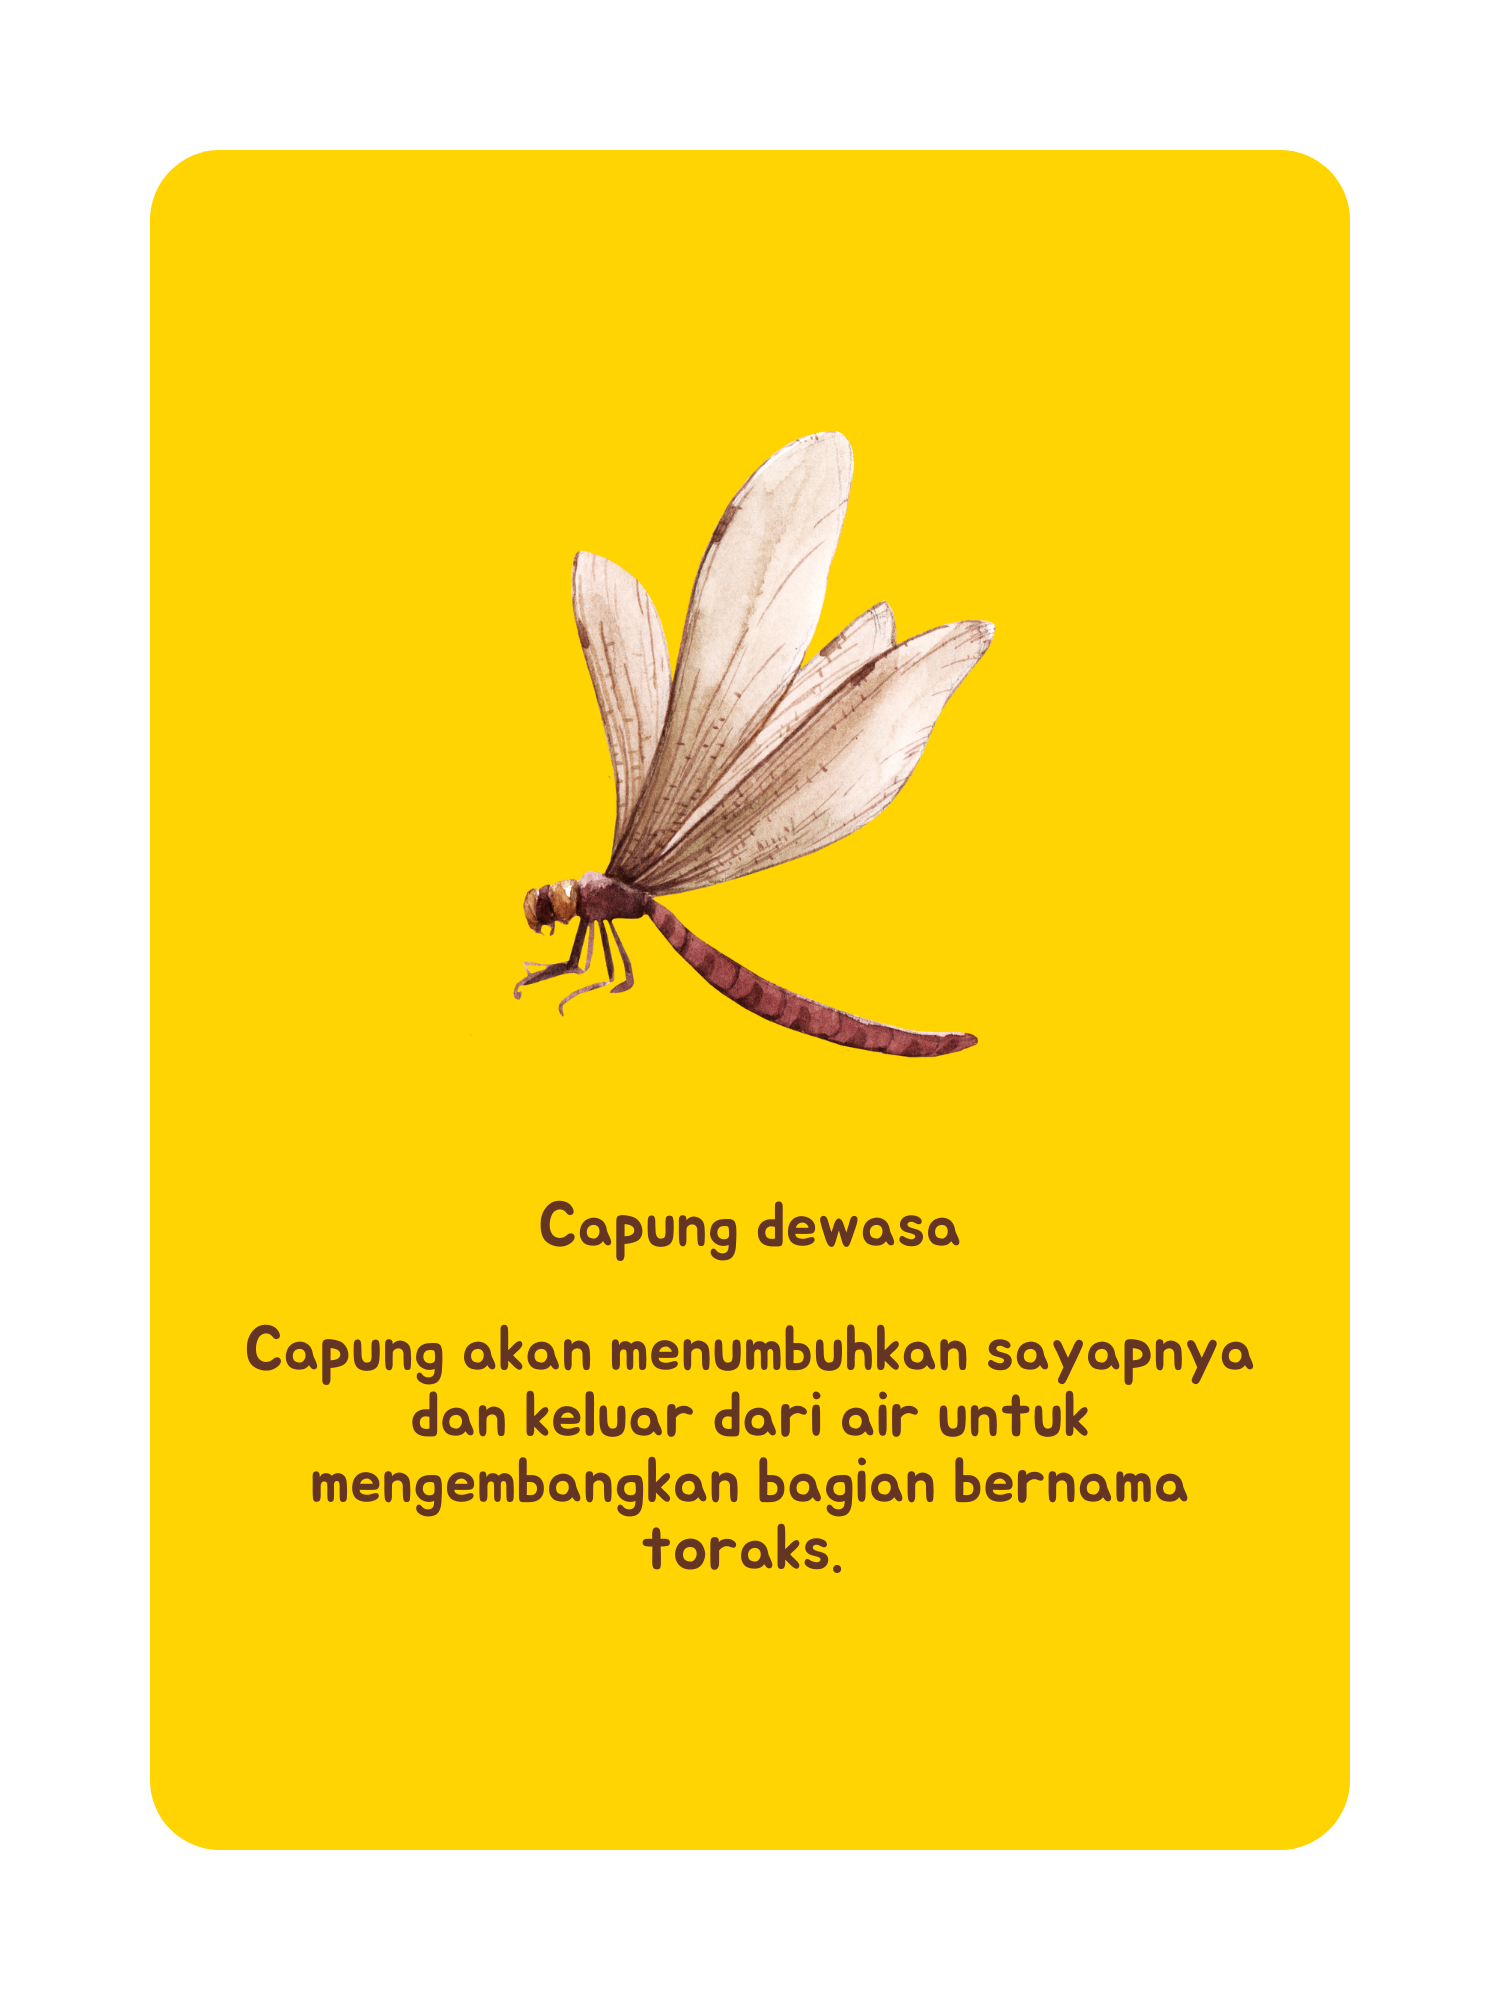 Capung dewasa
Capung akan menumbuhkan sayapnya
dan keluar dari air untuk
mengembangkan bagian bernama
toraks.